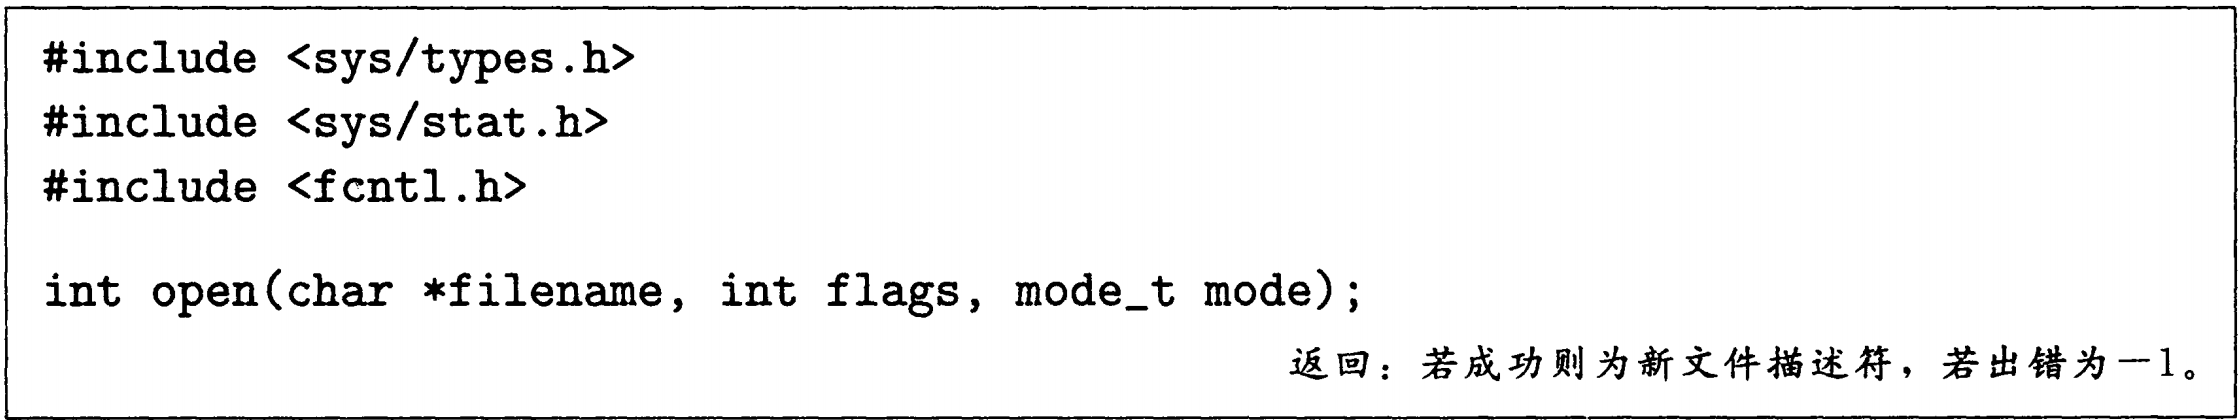 #include <sys/types.h>
#include <sys/stat.h>
#include <fcntl.h>
int open(char *filename, int flags, mode_t mode);
返回：若成功则为新文件描述符，若出错为－1。